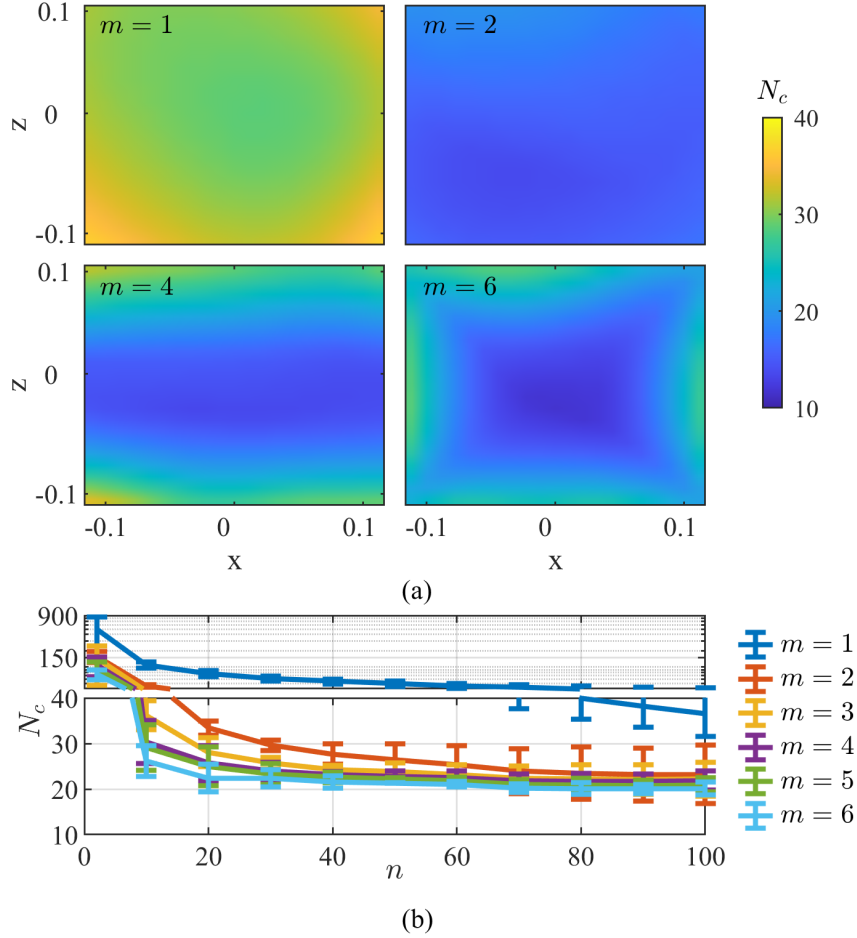 0.1
m = 1
m = 2
z
0
-0.1
N_c
40
30
20
10
0.1
m = 4
m = 6
z
0
-0.1
-0.1 0 0.1
-0.1 0 0.1
x
x
(a)
900
150
N_c
40
30
20
10
0 20 40 60 80 100
n
m = 1
m = 2
m = 3
m = 4
m = 5
m = 6
(b)